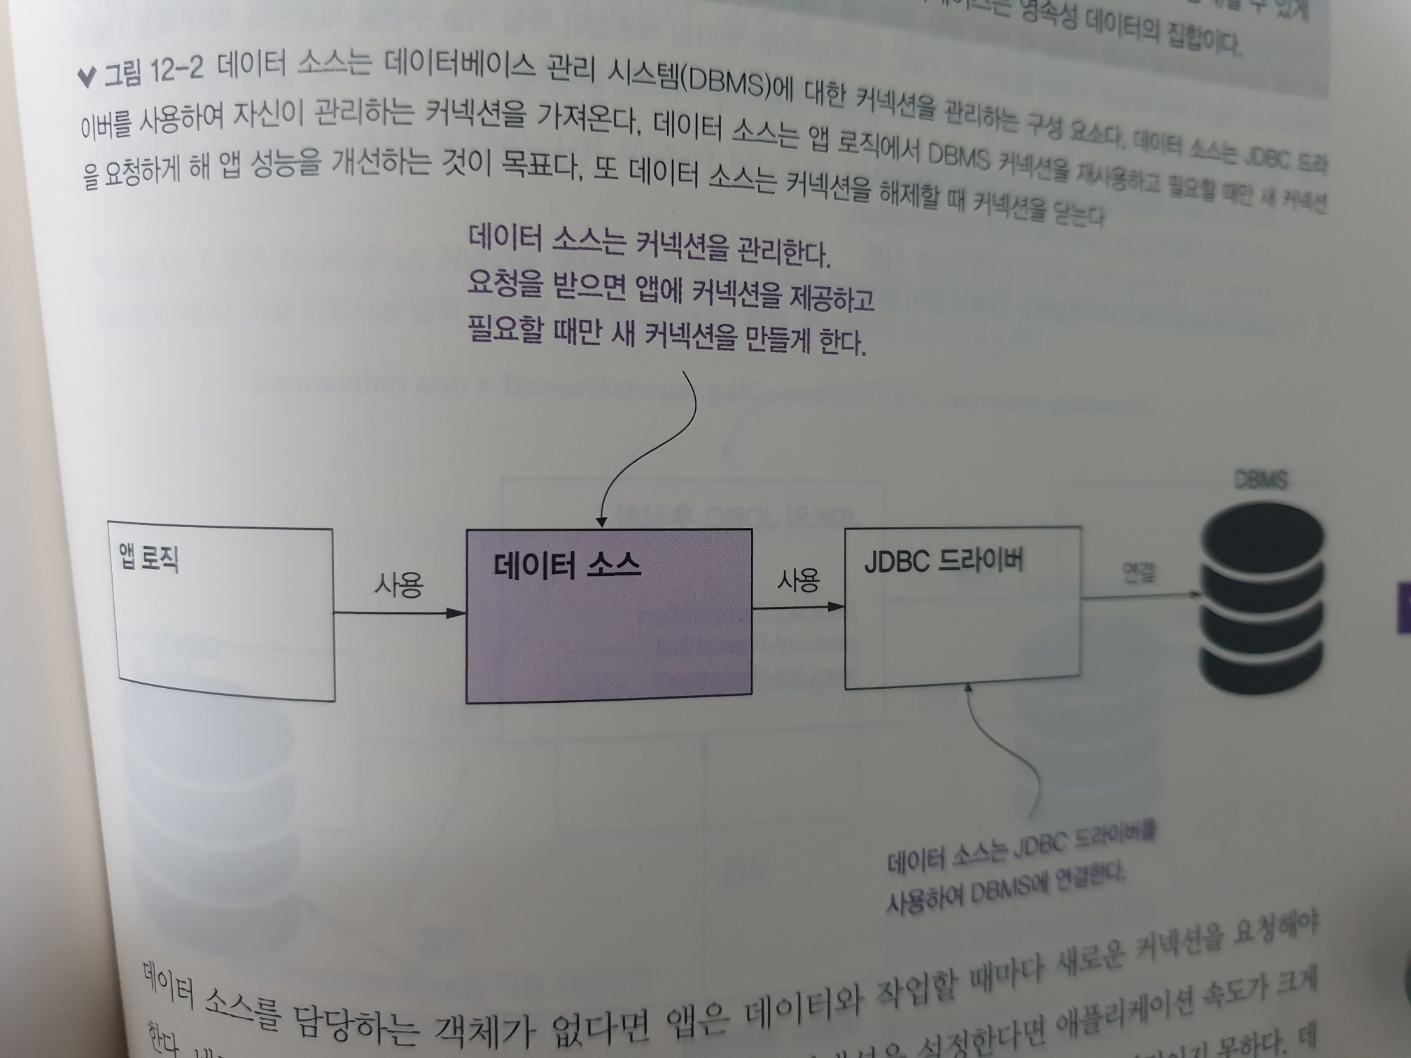 영속성 데이터의 집합이다.
그림 12-2 데이터 소스는 데이터베이스 관리 시스템(DBMS)에 대한 커넥션을 관리하는 구성 요소다. 데이터 소스는 JDBC 드라
이버를 사용하여 자신이 관리하는 커넥션을 가져온다. 데이터 소스는 앱 로직에서 DBMS 커넥션을 재사용하고 필요할 때만 새 커넥션
을 요청하게 해 앱 성능을 개선하는 것이 목표다. 또 데이터 소스는 커넥션을 해제할 때 커넥션을 닫는다
데이터 소스는 커넥션을 관리한다.
요청을 받으면 앱에 커넥션을 제공하고
필요할 때만 새 커넥션을 만들게 한다.
DBMS
앱 로직
사용
데이터 소스
사용
JDBC 드라이버
연결
데이터 소스는 JDBC 드라이버를
사용하여 DBMS에 연결한다.
데이터 소스를 담당하는 객체가 없다면 앱은 데이터와 작업할 때마다 새로운 커넥션을 요청해야
한다. 설정한다면 애플리케이션 속도가 크게
못하다. 데